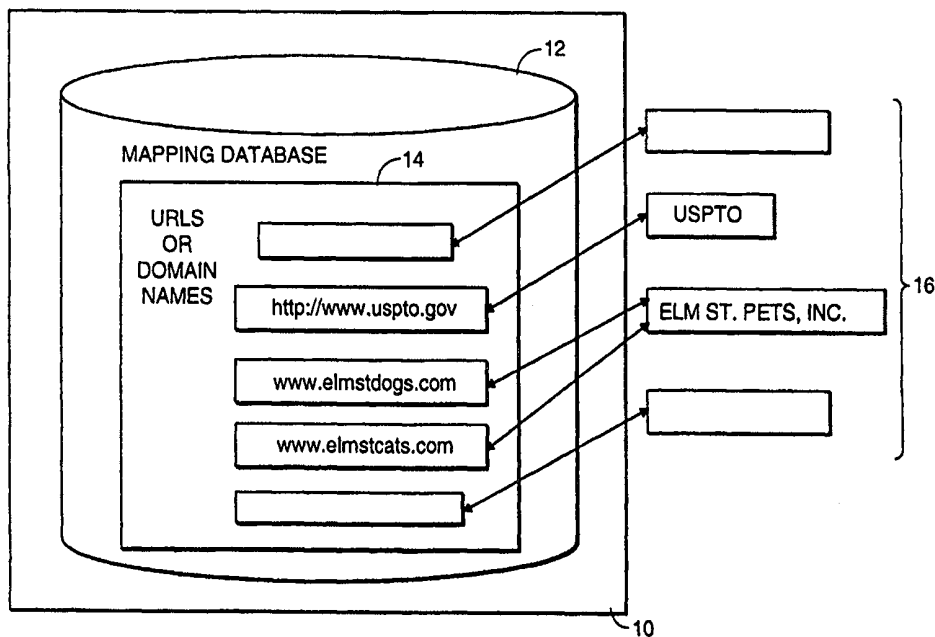 12
MAPPING DATABASE
14
URLS
OR
DOMAIN
NAMES
http://www.uspto.gov
www.elmstdogs.com
www.elmstcats.com
USPTO
ELM ST. PETS, INC.
16
10